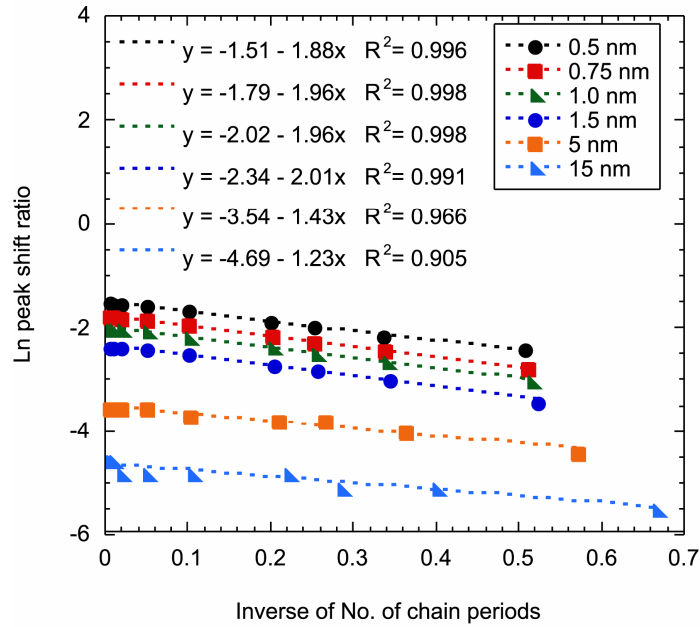 4
y = -1.51 - 1.88x R²= 0.996
y = -1.79 - 1.96x R²= 0.998
y = -2.02 - 1.96x R²= 0.998
y = -2.34 - 2.01x R²= 0.991
y = -3.54 - 1.43x R²= 0.966
y = -4.69 - 1.23x R²= 0.905
0.5 nm
0.75 nm
1.0 nm
1.5 nm
5 nm
15 nm
2
0
-2
-4
-6
Ln peak shift ratio
0 0.1 0.2 0.3 0.4 0.5 0.6 0.7
Inverse of No. of chain periods